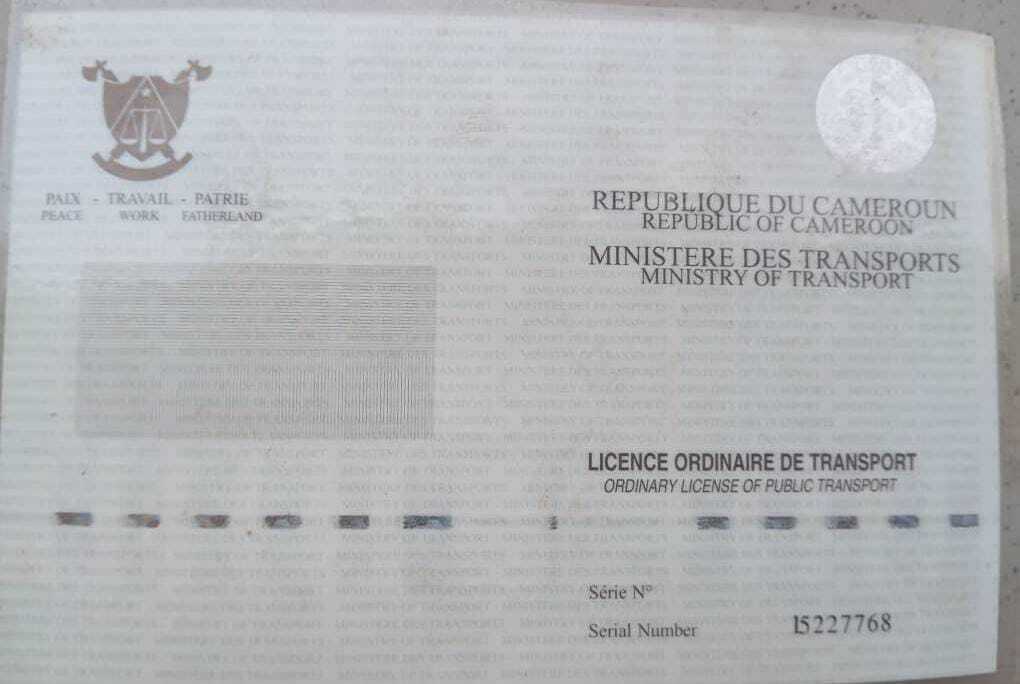 PAIX - TRAVAIL - PATRIE
PEACE WORK FATHERLAND
REPUBLIQUE DU CAMEROUN
REPUBLIC OF CAMEROON
MINISTERE DES TRANSPORTS
MINISTRY OF TRANSPORT
LICENCE ORDINAIRE DE TRANSPORT
ORDINARY LICENSE OF PUBLIC TRANSPORT
Série N°
Serial Number 15227768